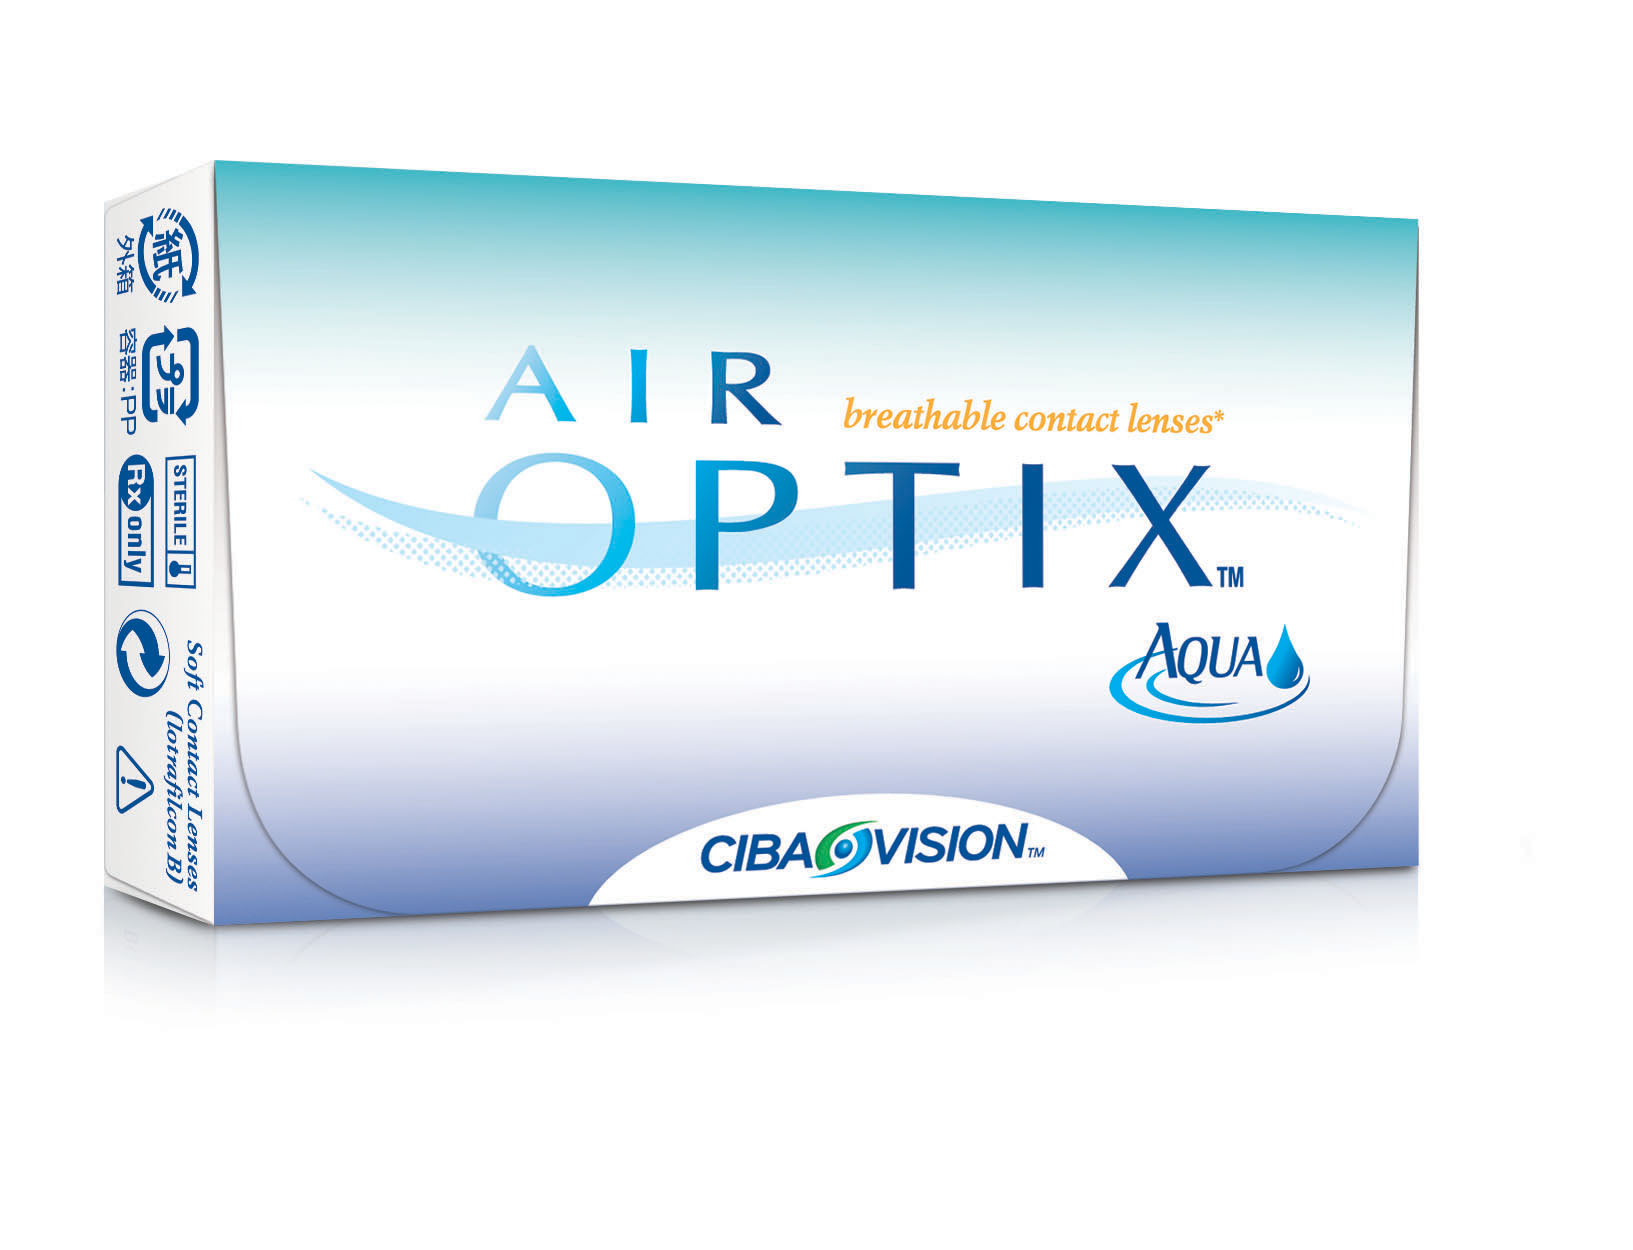 AIR
breathable contact lenses*
OPTIX™
AQUA
CIBA VISION™
紙
外箱
プラ
容器:PP
STERILE
Rx only
Soft Contact Lenses
(lotrafilcon B)